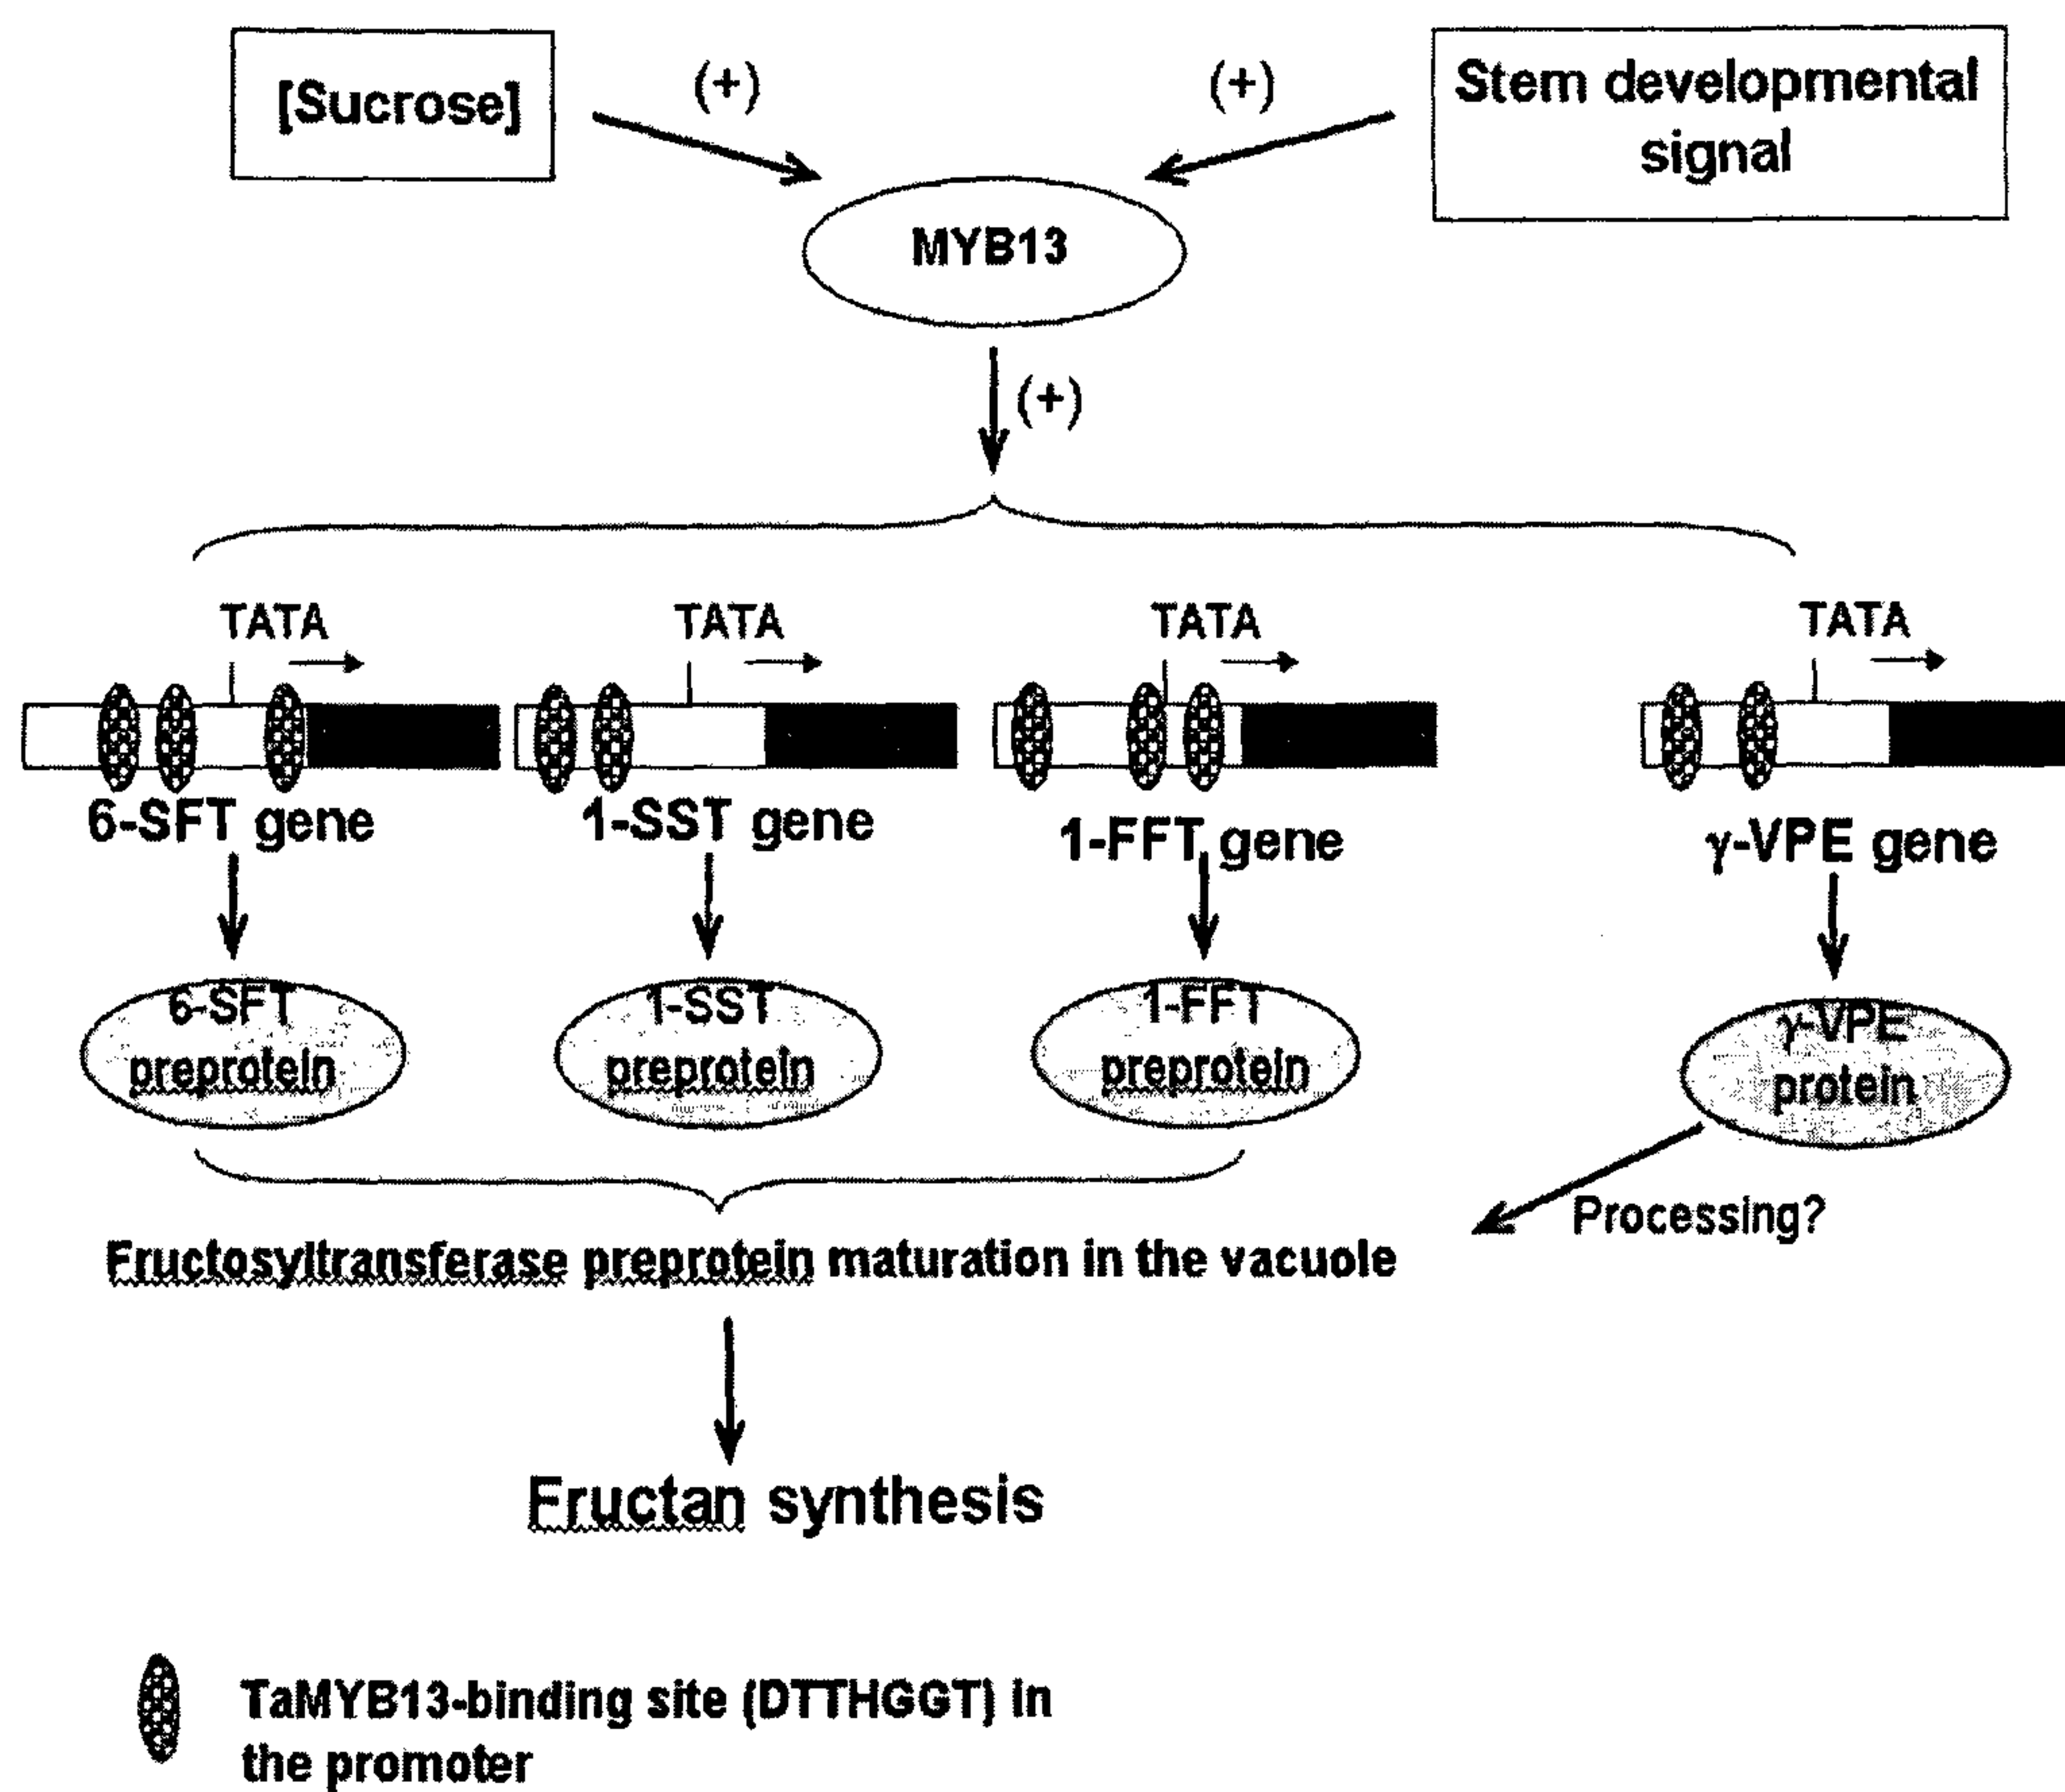 [Sucrose]
(+)
(+)
Stem developmental
signal
MYB13
(+)
TATA
TATA
TATA
TATA
6-SFT gene
1-SST gene
1-FFT gene
γ-VPE gene
6-SFT
preprotein
1-SST
preprotein
1-FFT
preprotein
γ-VPE
protein
Processing?
Fructosyltransferase preprotein maturation in the vacuole
Fructan synthesis
TaMYB13-binding site (DTTHGGT) in
the promoter